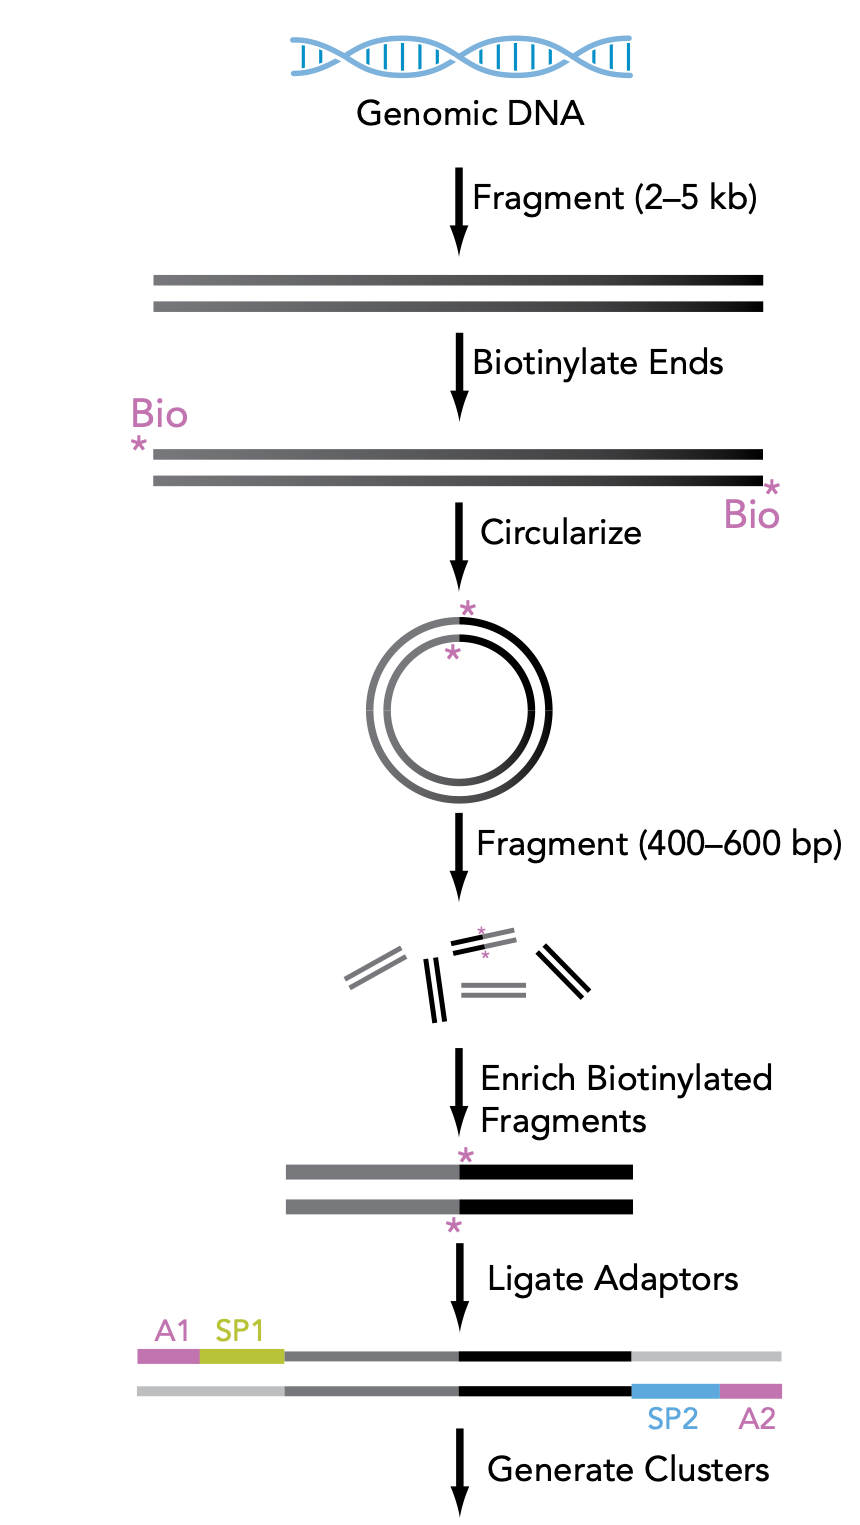 Genomic DNA
Fragment (2–5 kb)
Biotinylate Ends
Bio
*
*
Bio
Circularize
*
*
Fragment (400–600 bp)
*
*
Enrich Biotinylated
Fragments
*
*
Ligate Adaptors
A1 SP1
SP2 A2
Generate Clusters